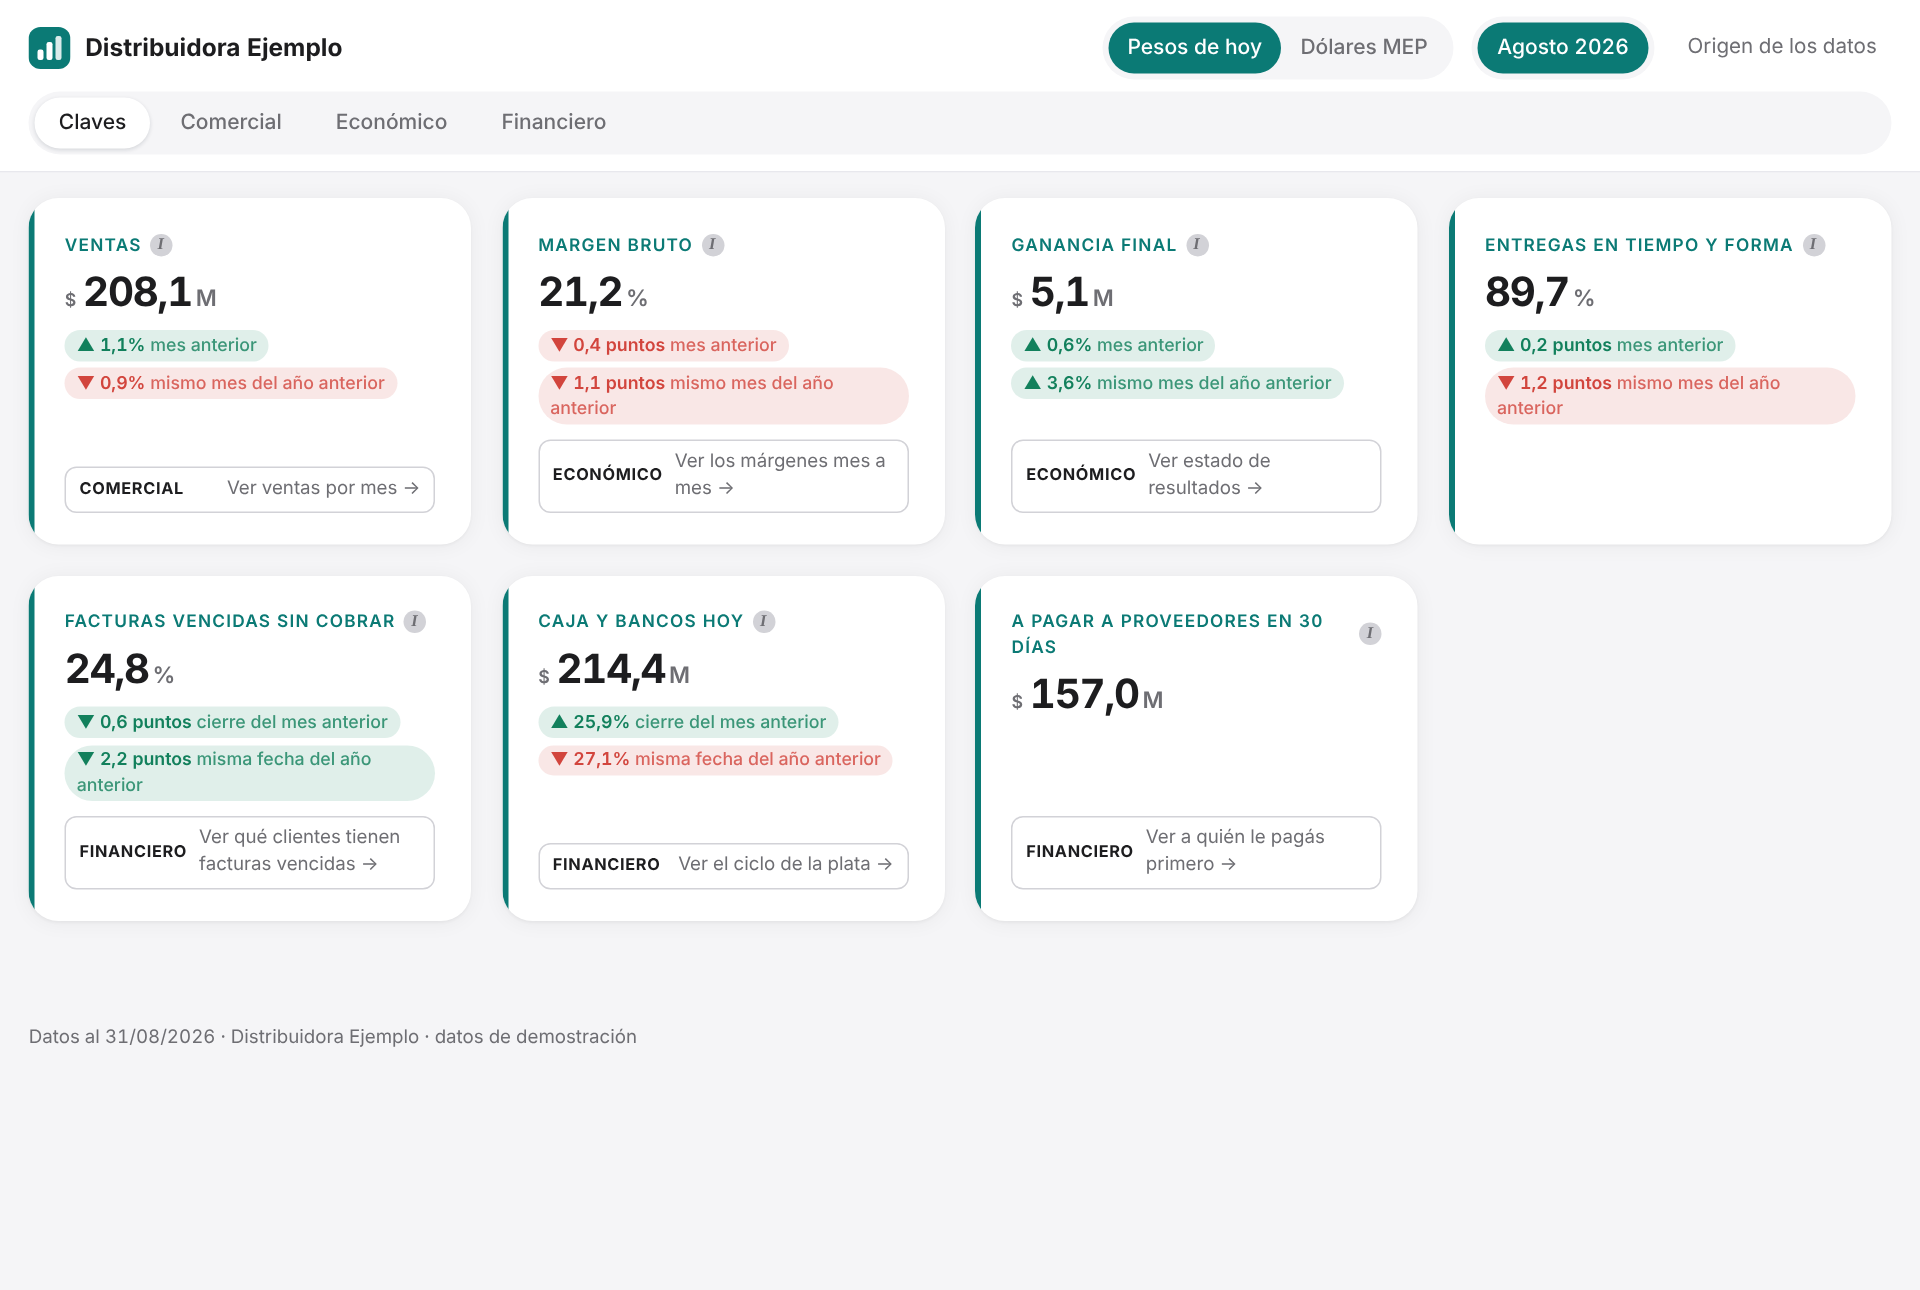 Distribuidora Ejemplo
Pesos de hoy
Dólares MEP
Agosto 2026
Origen de los datos
Claves
Comercial
Económico
Financiero
VENTAS I
$ 208,1 M
▲ 1,1% mes anterior
▼ 0,9% mismo mes del año anterior
COMERCIAL
Ver ventas por mes →
MARGEN BRUTO I
21,2 %
▼ 0,4 puntos mes anterior
▼ 1,1 puntos mismo mes del año
anterior
ECONÓMICO
Ver los márgenes mes a
mes →
GANANCIA FINAL I
$ 5,1 M
▲ 0,6% mes anterior
▲ 3,6% mismo mes del año anterior
ECONÓMICO
Ver estado de
resultados →
ENTREGAS EN TIEMPO Y FORMA I
89,7 %
▲ 0,2 puntos mes anterior
▼ 1,2 puntos mismo mes del año
anterior
FACTURAS VENCIDAS SIN COBRAR I
24,8 %
▼ 0,6 puntos cierre del mes anterior
▼ 2,2 puntos misma fecha del año
anterior
FINANCIERO
Ver qué clientes tienen
facturas vencidas →
CAJA Y BANCOS HOY I
$ 214,4 M
▲ 25,9% cierre del mes anterior
▼ 27,1% misma fecha del año anterior
FINANCIERO
Ver el ciclo de la plata →
A PAGAR A PROVEEDORES EN 30
DÍAS I
$ 157,0 M
FINANCIERO
Ver a quién le pagás
primero →
Datos al 31/08/2026 · Distribuidora Ejemplo · datos de demostración